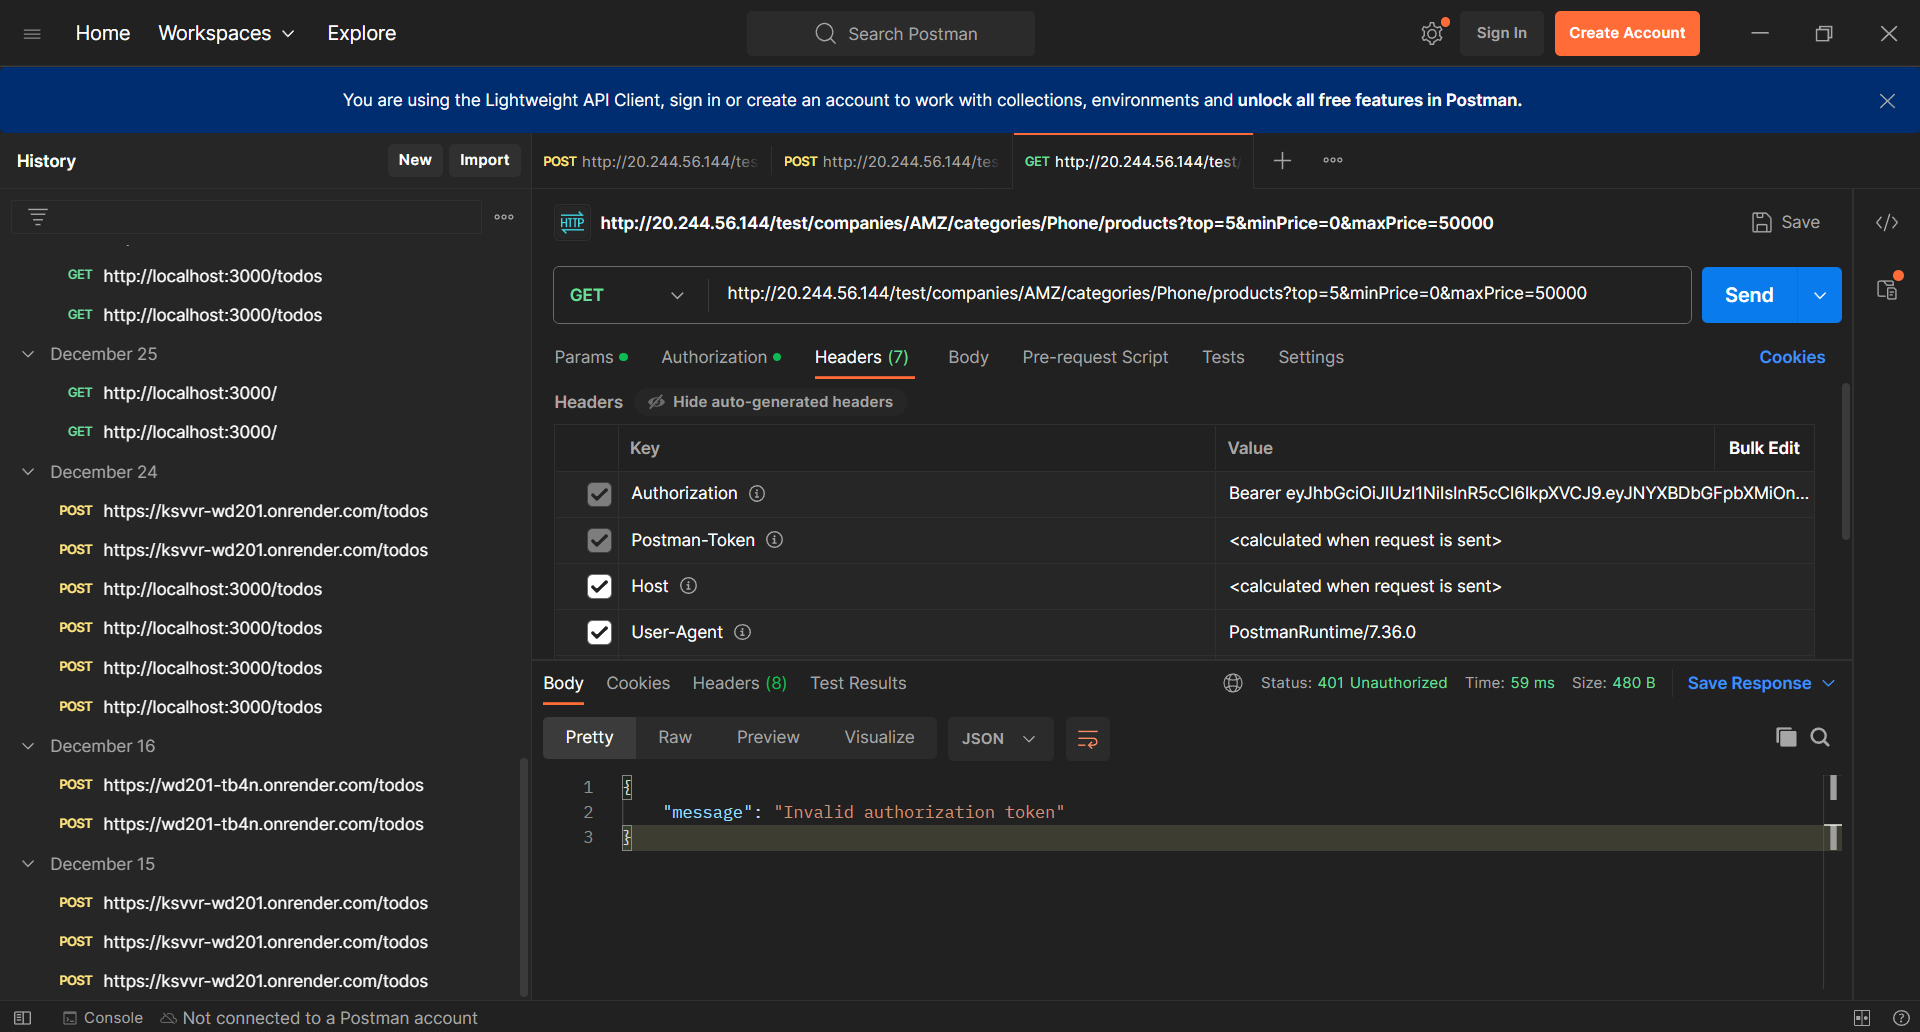 Home
Workspaces
Explore
Search Postman
Sign In
Create Account
You are using the Lightweight API Client, sign in or create an account to work with collections, environments and unlock all free features in Postman.
History
New
Import
GET http://localhost:3000/todos
GET http://localhost:3000/todos
December 25
GET http://localhost:3000/
GET http://localhost:3000/
December 24
POST https://ksvvr-wd201.onrender.com/todos
POST https://ksvvr-wd201.onrender.com/todos
POST http://localhost:3000/todos
POST http://localhost:3000/todos
POST http://localhost:3000/todos
POST http://localhost:3000/todos
December 16
POST https://wd201-tb4n.onrender.com/todos
POST https://wd201-tb4n.onrender.com/todos
December 15
POST https://ksvvr-wd201.onrender.com/todos
POST https://ksvvr-wd201.onrender.com/todos
POST https://ksvvr-wd201.onrender.com/todos
POST http://20.244.56.144/tes
POST http://20.244.56.144/tes
GET http://20.244.56.144/test/
HTTP http://20.244.56.144/test/companies/AMZ/categories/Phone/products?top=5&minPrice=0&maxPrice=50000
Save
GET http://20.244.56.144/test/companies/AMZ/categories/Phone/products?top=5&minPrice=0&maxPrice=50000
Send
Params
Authorization
Headers (7)
Body
Pre-request Script
Tests
Settings
Cookies
Headers
Hide auto-generated headers
Key
Value
Bulk Edit
Authorization
Bearer eyJhbGciOiJIUzI1NiIsInR5cCI6IkpXVCJ9.eyJNYXBDbGFpbXMiOn...
Postman-Token
<calculated when request is sent>
Host
<calculated when request is sent>
User-Agent
PostmanRuntime/7.36.0
Body
Cookies
Headers (8)
Test Results
Status: 401 Unauthorized
Time: 59 ms
Size: 480 B
Save Response
Pretty
Raw
Preview
Visualize
JSON
1 {
2 "message": "Invalid authorization token"
3 }
Console
Not connected to a Postman account